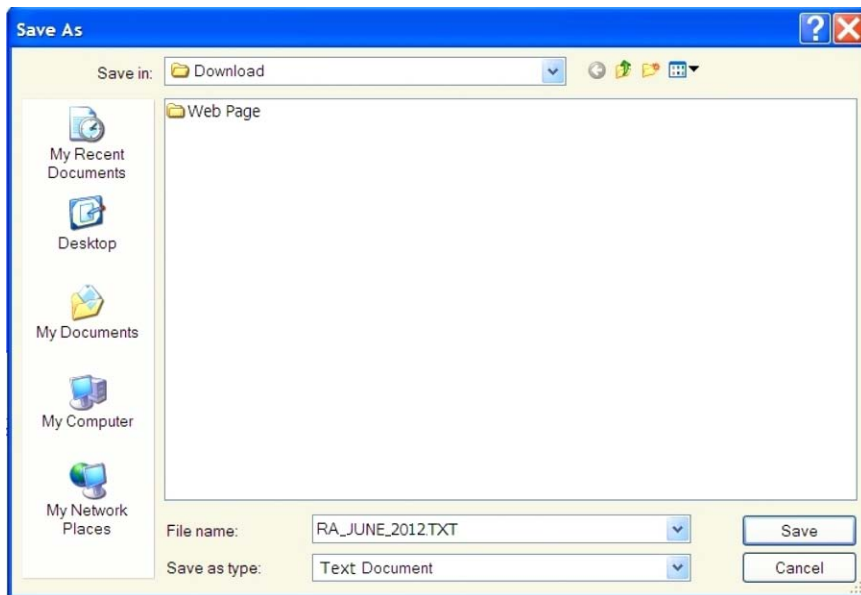 Save As
Save in:
Download
Web Page
My Recent
Documents
Desktop
My Documents
My Computer
My Network
Places
File name:
RA_JUNE_2012.TXT
Save
Save as type:
Text Document
Cancel